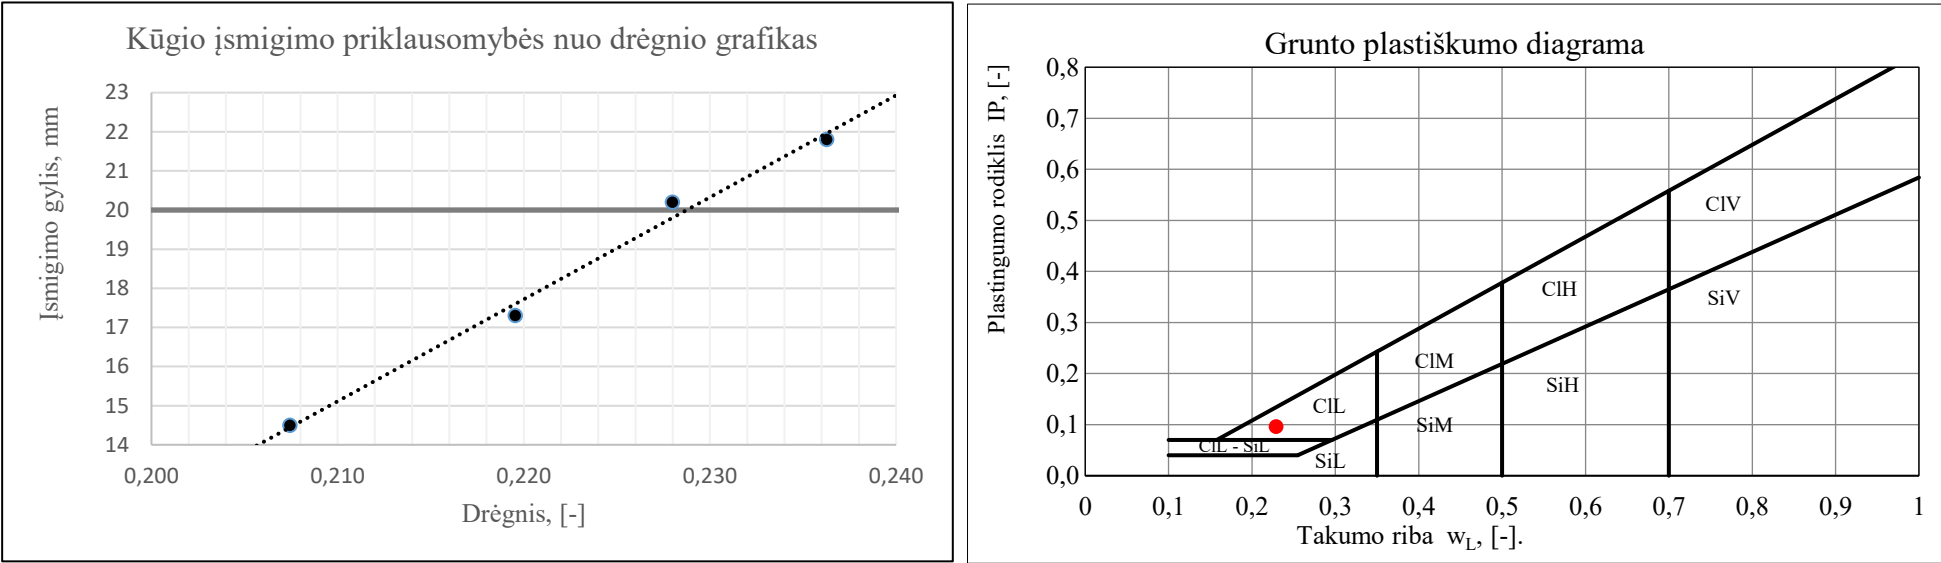 Kūgio įsmigimo priklausomybės nuo drėgnio grafikas
Įsmigimo gylis, mm
23
22
21
20
19
18
17
16
15
14
0,200 0,210 0,220 0,230 0,240
Drėgnis, [-]
Grunto plastiškumo diagrama
Plastingumo rodiklis IP, [-]
0,8
0,7
0,6
0,5
0,4
0,3
0,2
0,1
0,0
ClV
ClH
SiV
ClM
SiH
ClL
SiM
ClL - SiL
SiL
0 0,1 0,2 0,3 0,4 0,5 0,6 0,7 0,8 0,9 1
Takumo riba wL, [-].